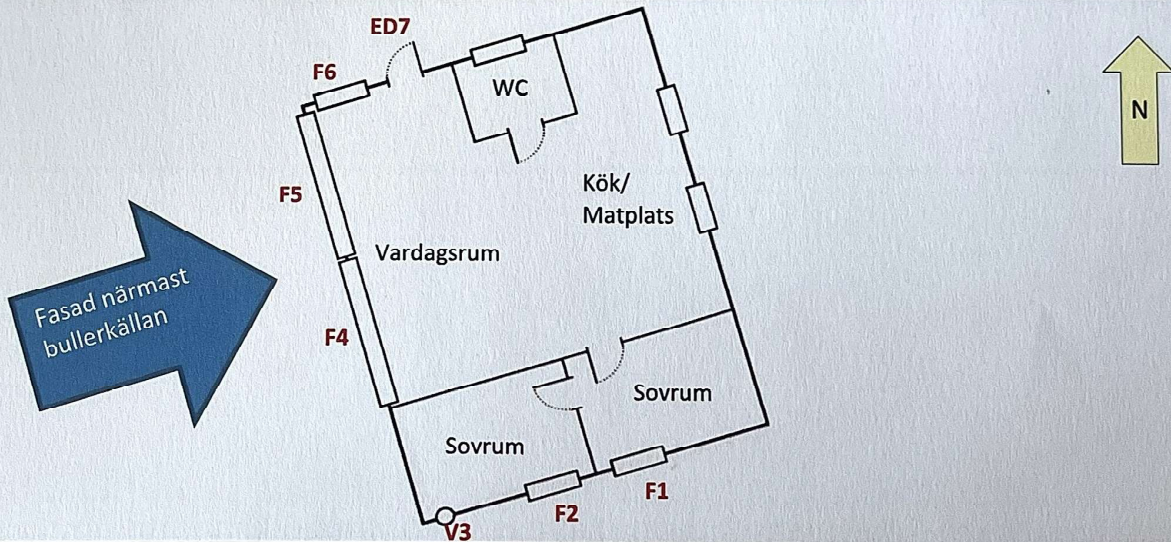 ED7
F6
WC
N
F5
Kök/
Matplats
Vardagsrum
Fasad närmast
bullerkällan
F4
Sovrum
Sovrum
F1
F2
V3